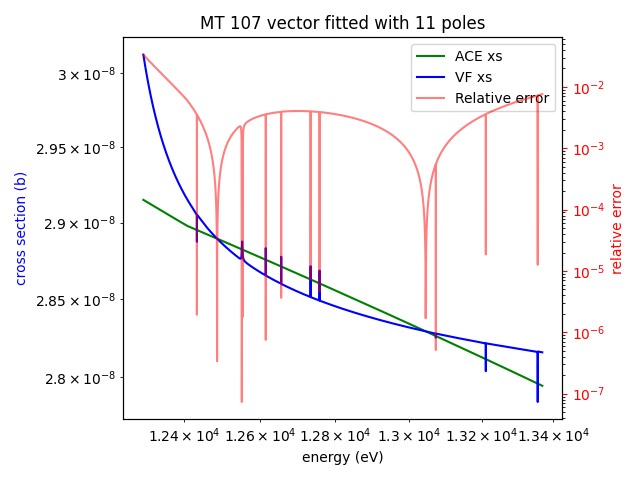 MT 107 vector fitted with 11 poles
ACE xs
VF xs
Relative error
3 × 10⁻⁸
2.95 × 10⁻⁸
2.9 × 10⁻⁸
2.85 × 10⁻⁸
2.8 × 10⁻⁸
cross section (b)
10⁻²
10⁻³
10⁻⁴
10⁻⁵
10⁻⁶
10⁻⁷
relative error
1.24 × 10⁴ 1.26 × 10⁴ 1.28 × 10⁴ 1.3 × 10⁴ 1.32 × 10⁴ 1.34 × 10⁴
energy (eV)